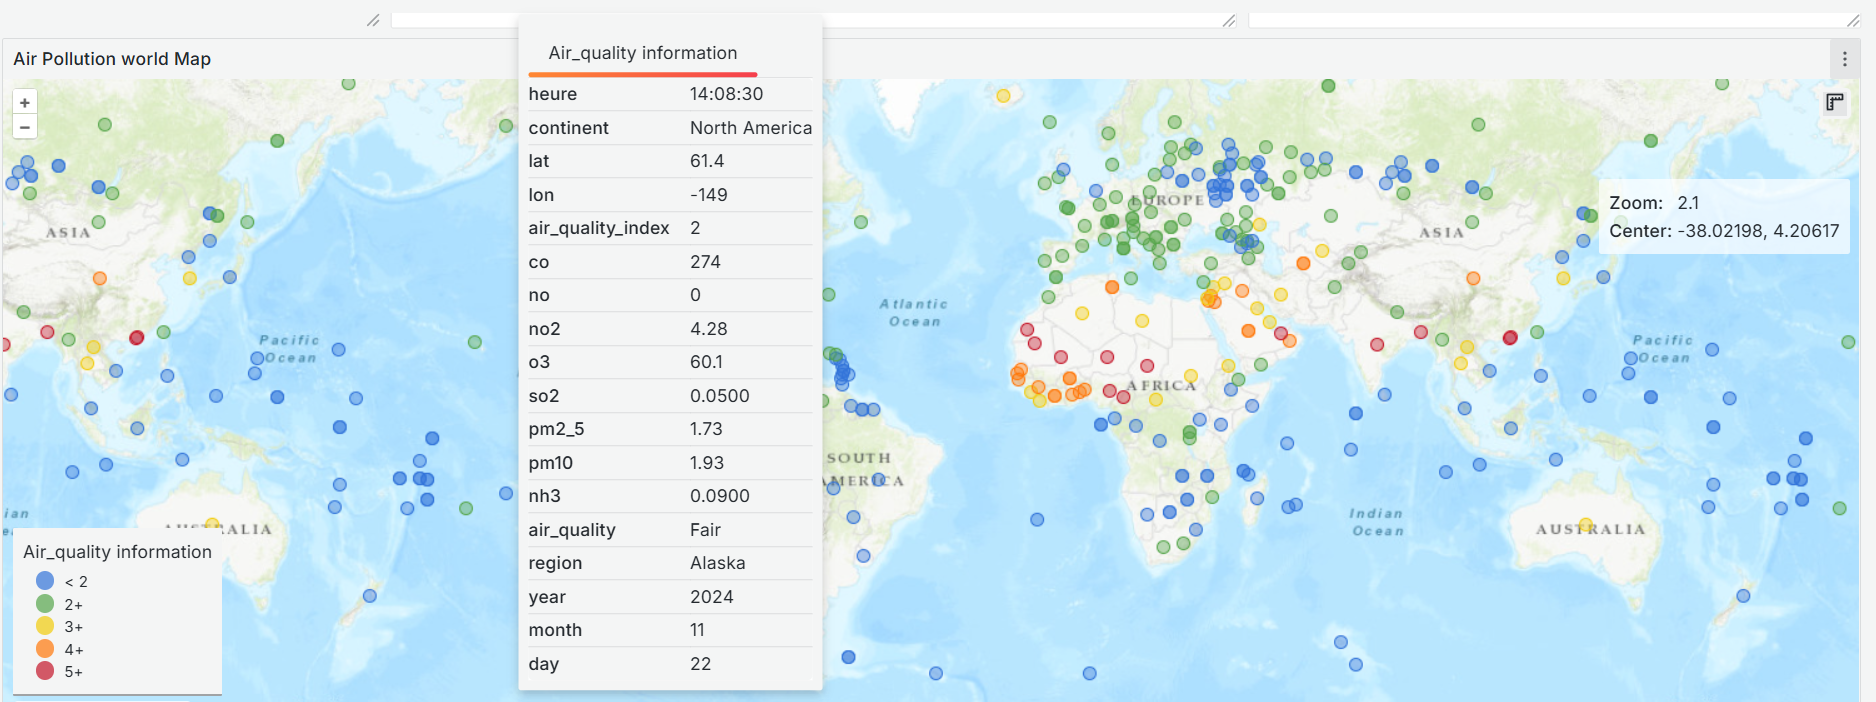 Air Pollution world Map
+
−
Air_quality information
heure 14:08:30
continent North America
lat 61.4
lon -149
air_quality_index 2
co 274
no 0
no2 4.28
o3 60.1
so2 0.0500
pm2_5 1.73
pm10 1.93
nh3 0.0900
air_quality Fair
region Alaska
year 2024
month 11
day 22
Zoom: 2.1
Center: -38.02198, 4.20617
ASIA
Pacific
Ocean
AUSTRALIA
Atlantic
Ocean
EUROPE
ASIA
AFRICA
SOUTH
AMERICA
Indian
Ocean
Pacific
Ocean
AUSTRALIA
Air_quality information
< 2
2+
3+
4+
5+